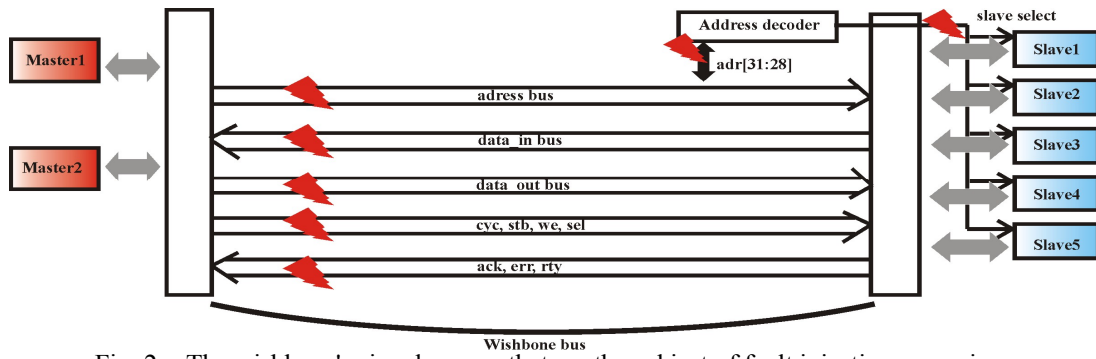 Address decoder
slave select
Master1
adr[31:28]
Slave1
adress bus
Slave2
data_in bus
Slave3
Master2
data_out bus
Slave4
cyc, stb, we, sel
Slave5
ack, err, rty
Wishbone bus